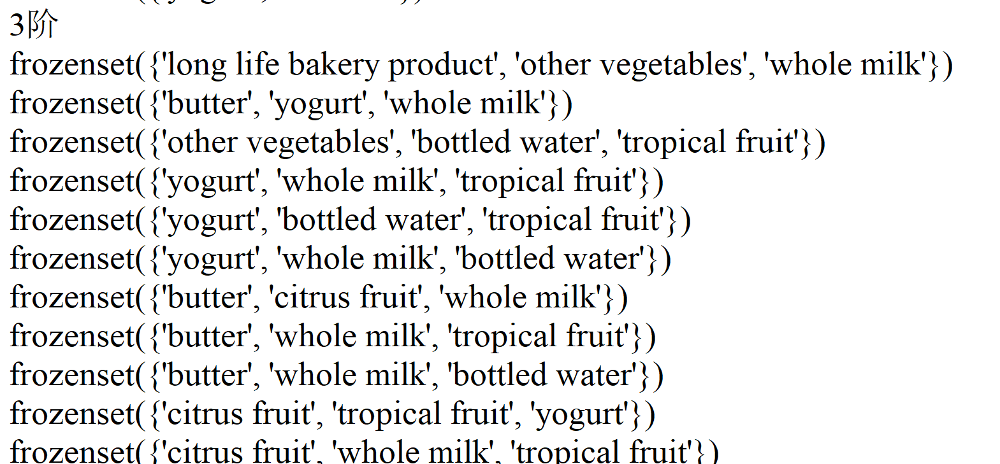 3阶
frozenset({'long life bakery product', 'other vegetables', 'whole milk'})
frozenset({'butter', 'yogurt', 'whole milk'})
frozenset({'other vegetables', 'bottled water', 'tropical fruit'})
frozenset({'yogurt', 'whole milk', 'tropical fruit'})
frozenset({'yogurt', 'bottled water', 'tropical fruit'})
frozenset({'yogurt', 'whole milk', 'bottled water'})
frozenset({'butter', 'citrus fruit', 'whole milk'})
frozenset({'butter', 'whole milk', 'tropical fruit'})
frozenset({'butter', 'whole milk', 'bottled water'})
frozenset({'citrus fruit', 'tropical fruit', 'yogurt'})
frozenset({'citrus fruit', 'whole milk', 'tropical fruit'})